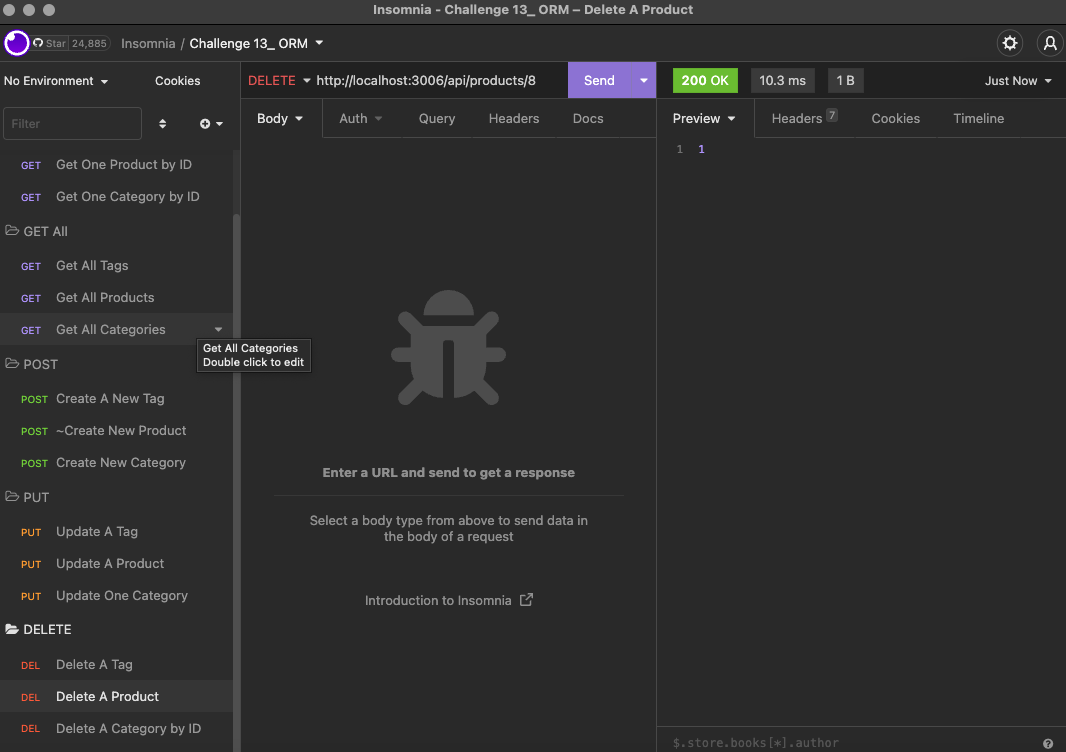 Insomnia - Challenge 13_ ORM – Delete A Product
Star 24,885 Insomnia / Challenge 13_ ORM
No Environment Cookies
DELETE http://localhost:3006/api/products/8 Send
200 OK 10.3 ms 1 B Just Now
Filter
Body Auth Query Headers Docs
Preview Headers 7 Cookies Timeline
1 1
GET Get One Product by ID
GET Get One Category by ID
GET All
GET Get All Tags
GET Get All Products
GET Get All Categories
Get All Categories
Double click to edit
POST
POST Create A New Tag
POST ~Create New Product
POST Create New Category
PUT
PUT Update A Tag
PUT Update A Product
PUT Update One Category
DELETE
DEL Delete A Tag
DEL Delete A Product
DEL Delete A Category by ID
Enter a URL and send to get a response
Select a body type from above to send data in
the body of a request
Introduction to Insomnia
$.store.books[*].author